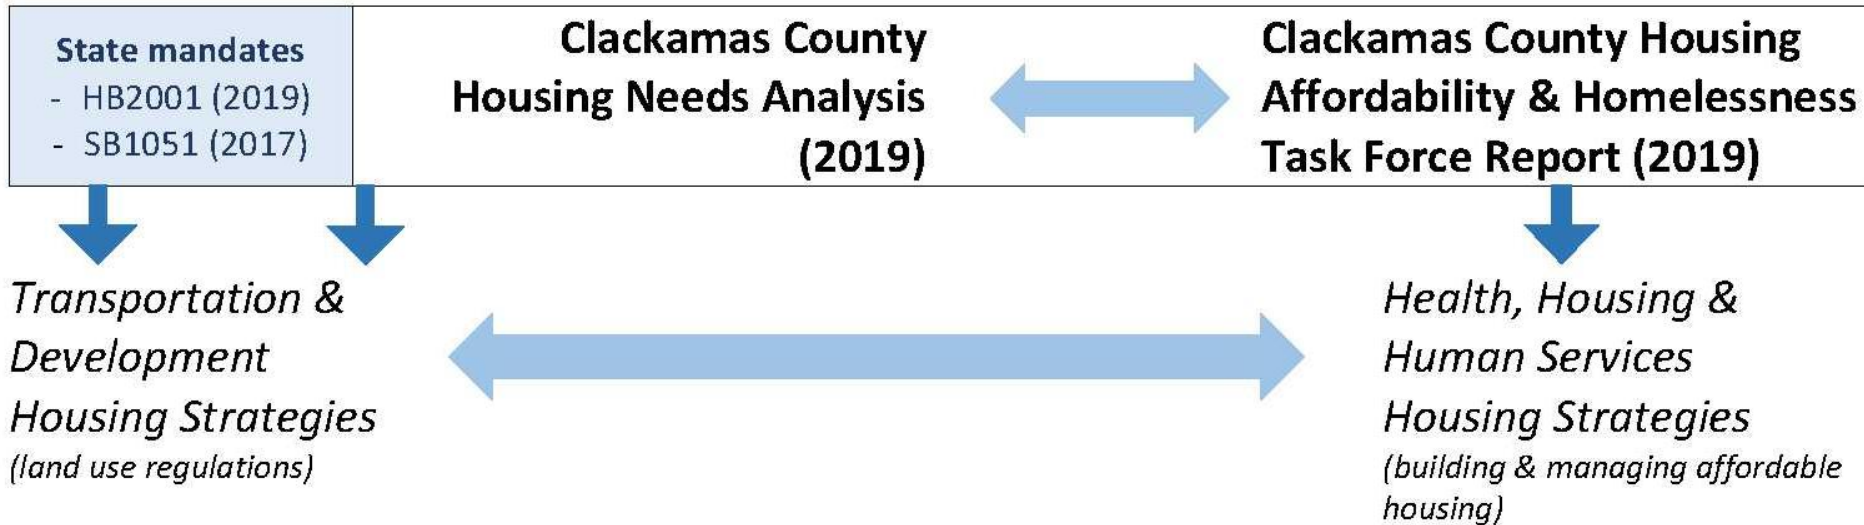 State mandates
- HB2001 (2019)
- SB1051 (2017)
Clackamas County
Housing Needs Analysis
(2019)
Clackamas County Housing
Affordability & Homelessness
Task Force Report (2019)
Transportation &
Development
Housing Strategies
(land use regulations)
Health, Housing &
Human Services
Housing Strategies
(building & managing affordable
housing)